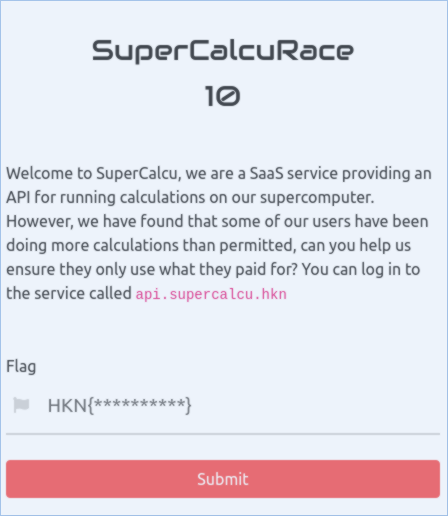 SuperCalcuRace
10
Welcome to SuperCalcu, we are a SaaS service providing an
API for running calculations on our supercomputer.
However, we have found that some of our users have been
doing more calculations than permitted, can you help us
ensure they only use what they paid for? You can log in to
the service called api.supercalcu.hkn
Flag
HKN{**********}
Submit